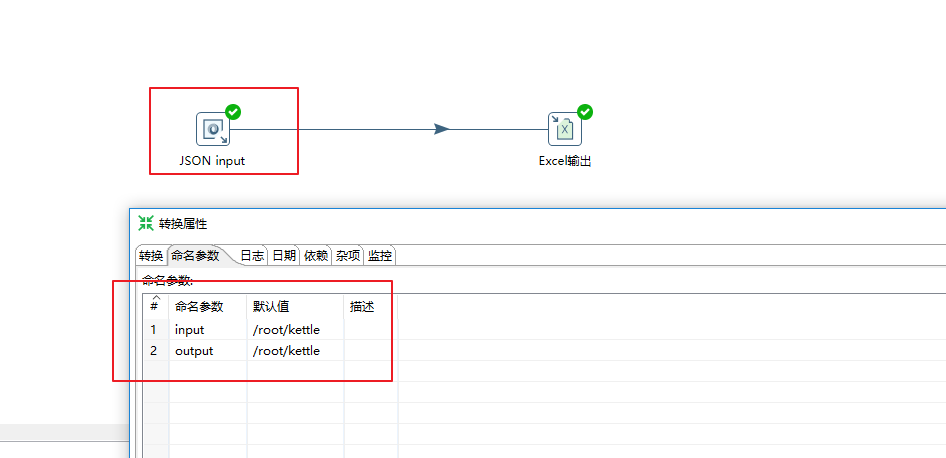 JSON input
Excel输出
转换属性
转换 命名参数 日志 日期 依赖 杂项 监控
命名参数:
# 命名参数 默认值 描述
1 input /root/kettle
2 output /root/kettle